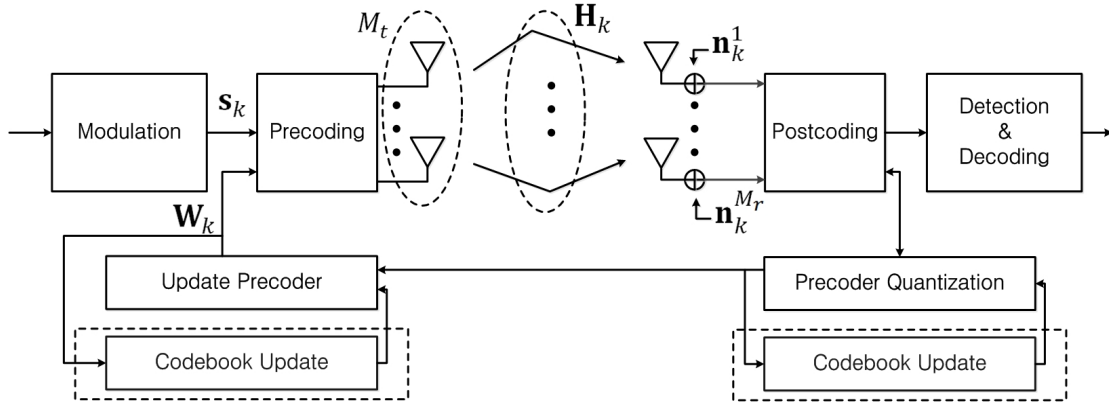 M_t
𝐇_k
𝐧_k^1
𝐬_k
Modulation
Precoding
Postcoding
Detection
&
Decoding
𝐖_k
𝐧_k^{M_r}
Update Precoder
Precoder Quantization
Codebook Update
Codebook Update